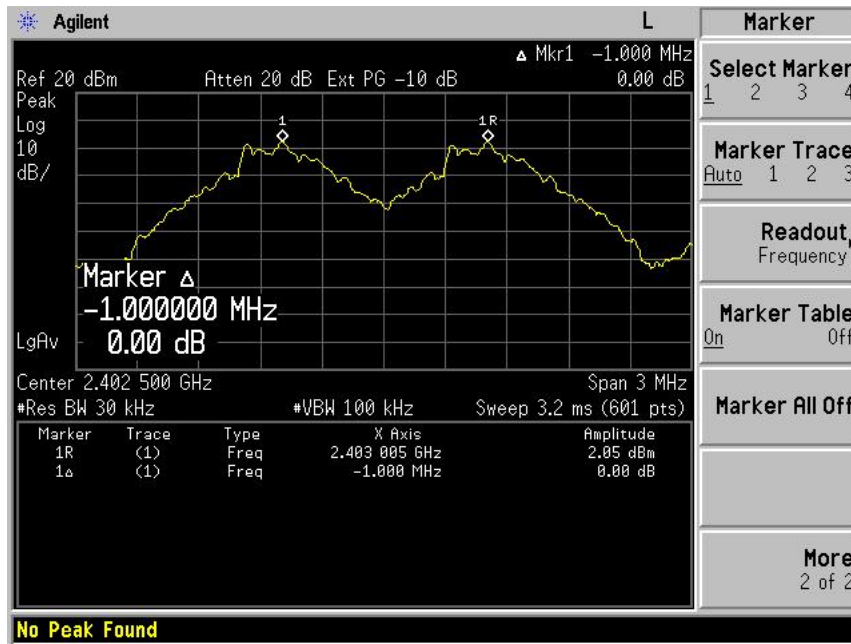 Agilent L Marker
Δ Mkr1 -1.000 MHz
Ref 20 dBm Atten 20 dB Ext PG -10 dB 0.00 dB
Peak
Log
10
dB/
1
1R
Marker Δ
-1.000000 MHz
0.00 dB
LgAv
Center 2.402 500 GHz Span 3 MHz
#Res BW 30 kHz #VBW 100 kHz Sweep 3.2 ms (601 pts)
Marker Trace Type X Axis Amplitude
1R (1) Freq 2.403 005 GHz 2.05 dBm
1Δ (1) Freq -1.000 MHz 0.00 dB
No Peak Found
Select Marker
1 2 3 4
Marker Trace
Auto 1 2 3
Readout,
Frequency
Marker Table
On Off
Marker All Off
More
2 of 2